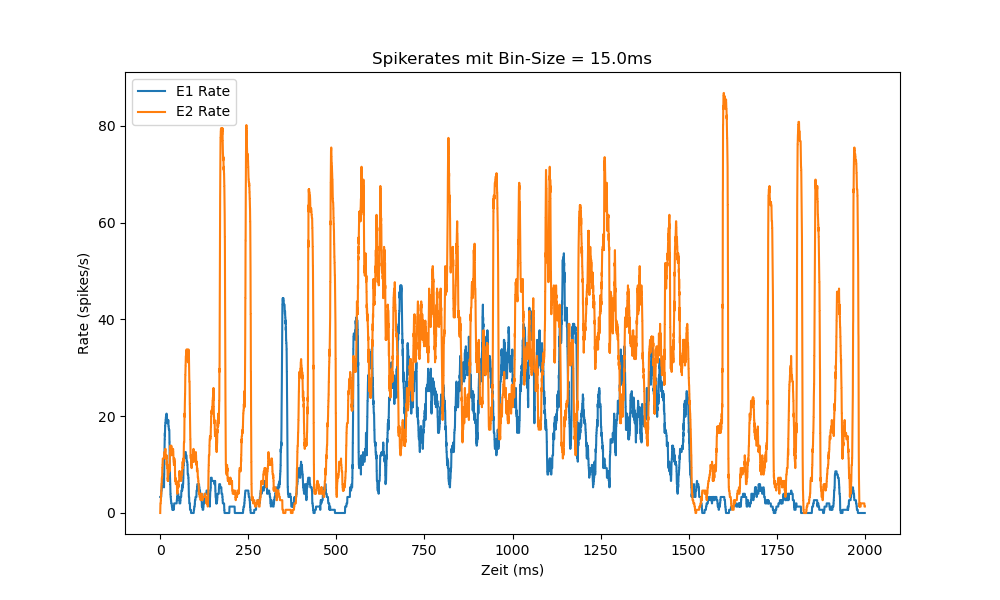 Spikerates mit Bin-Size = 15.0ms
E1 Rate
E2 Rate
80
60
40
20
0
Rate (spikes/s)
0 250 500 750 1000 1250 1500 1750 2000
Zeit (ms)